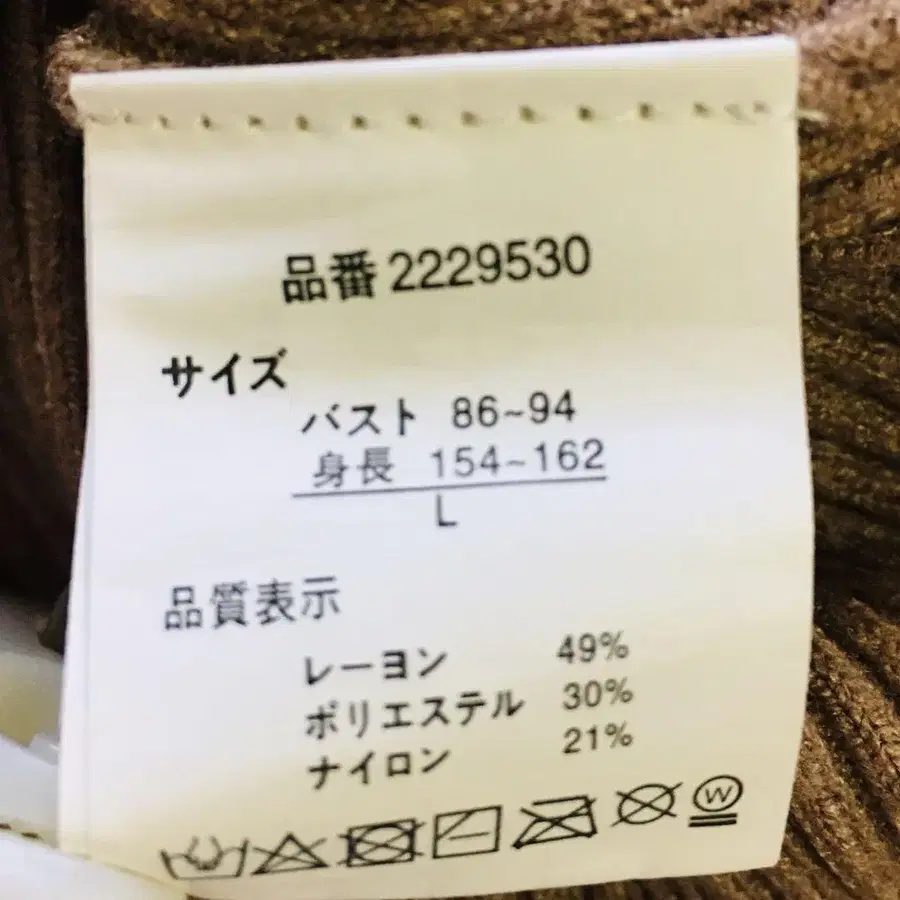 品番 2229530
サイズ
バスト 86~94
身長 154~162
L
品質表示
レーヨン 49%
ポリエステル 30%
ナイロン 21%
W